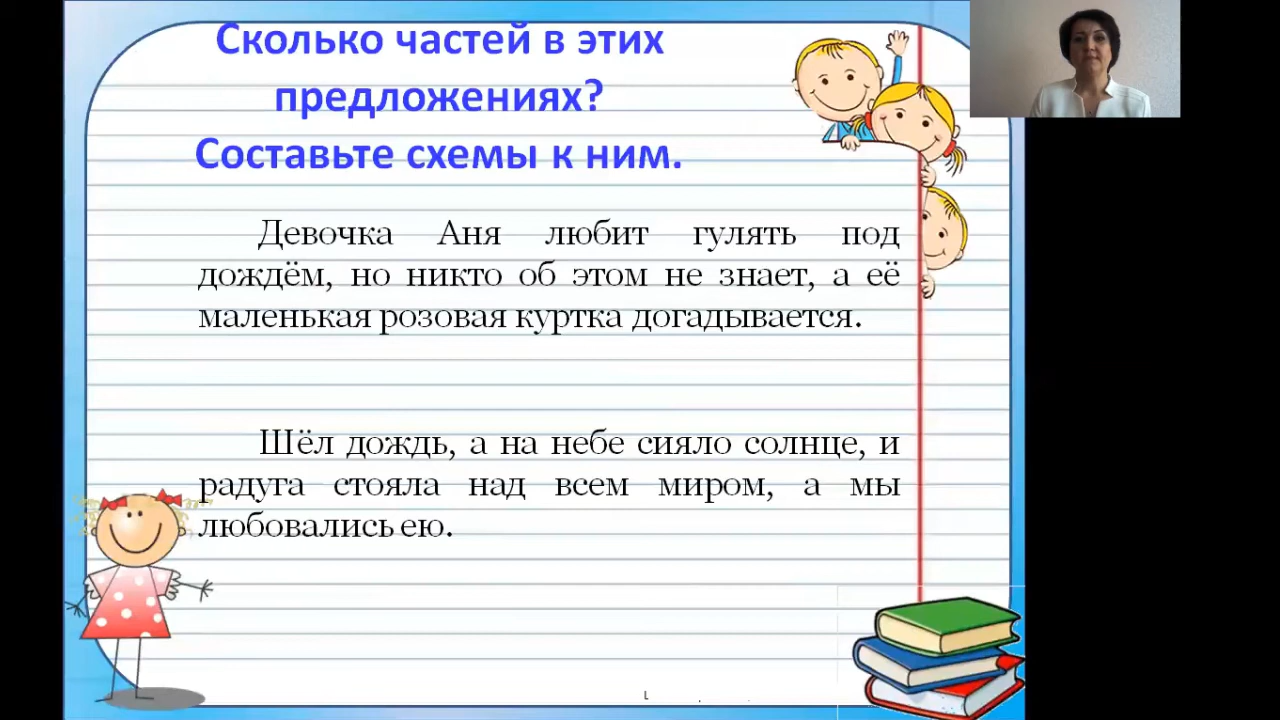 Сколько частей в этих
предложениях?
Составьте схемы к ним.
Девочка Аня любит гулять под
дождём, но никто об этом не знает, а её
маленькая розовая куртка догадывается.
Шёл дождь, а на небе сияло солнце, и
радуга стояла над всем миром, а мы
любовались ею.